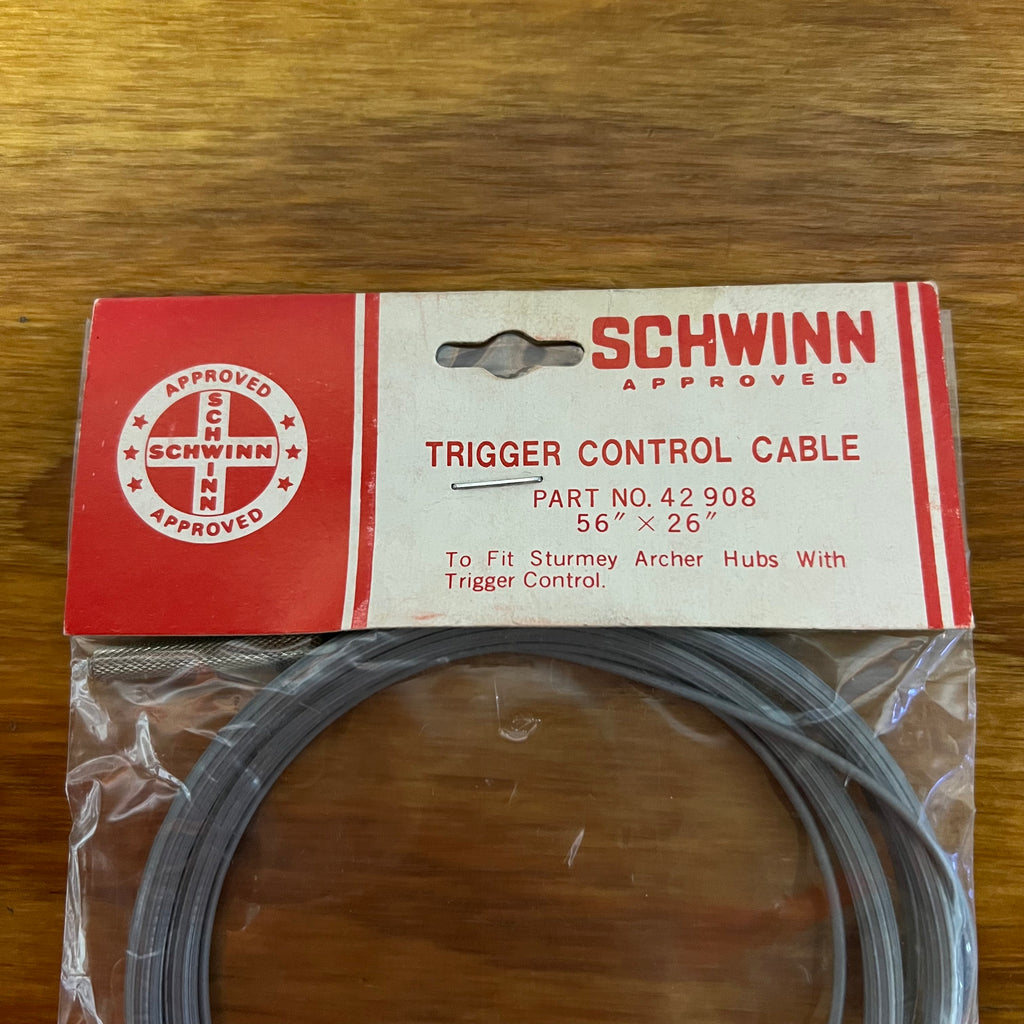 APPROVED
SCHWINN
SCHWINN
APPROVED
SCHWINN
APPROVED
TRIGGER CONTROL CABLE
PART NO. 42 908
56″ × 26″
To Fit Sturmey Archer Hubs With
Trigger Control.